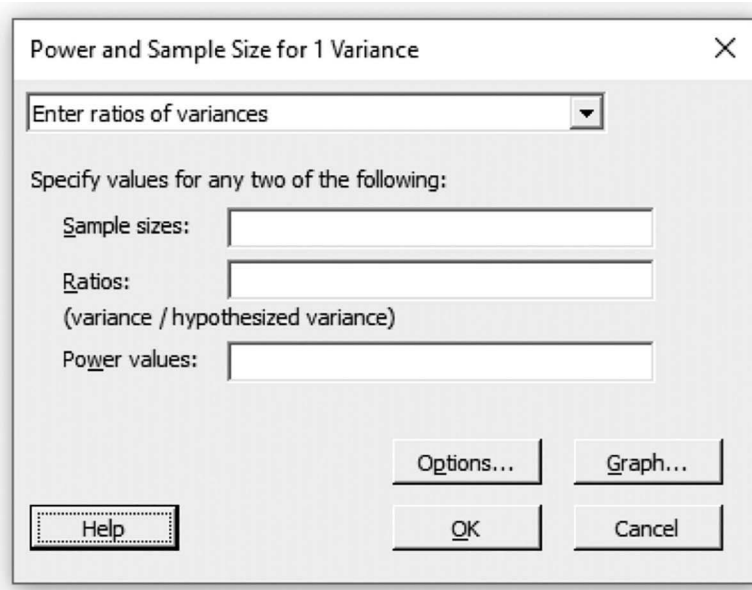 Power and Sample Size for 1 Variance
Enter ratios of variances
Specify values for any two of the following:
Sample sizes:
Ratios:
(variance / hypothesized variance)
Power values:
Options...
Graph...
Help
OK
Cancel